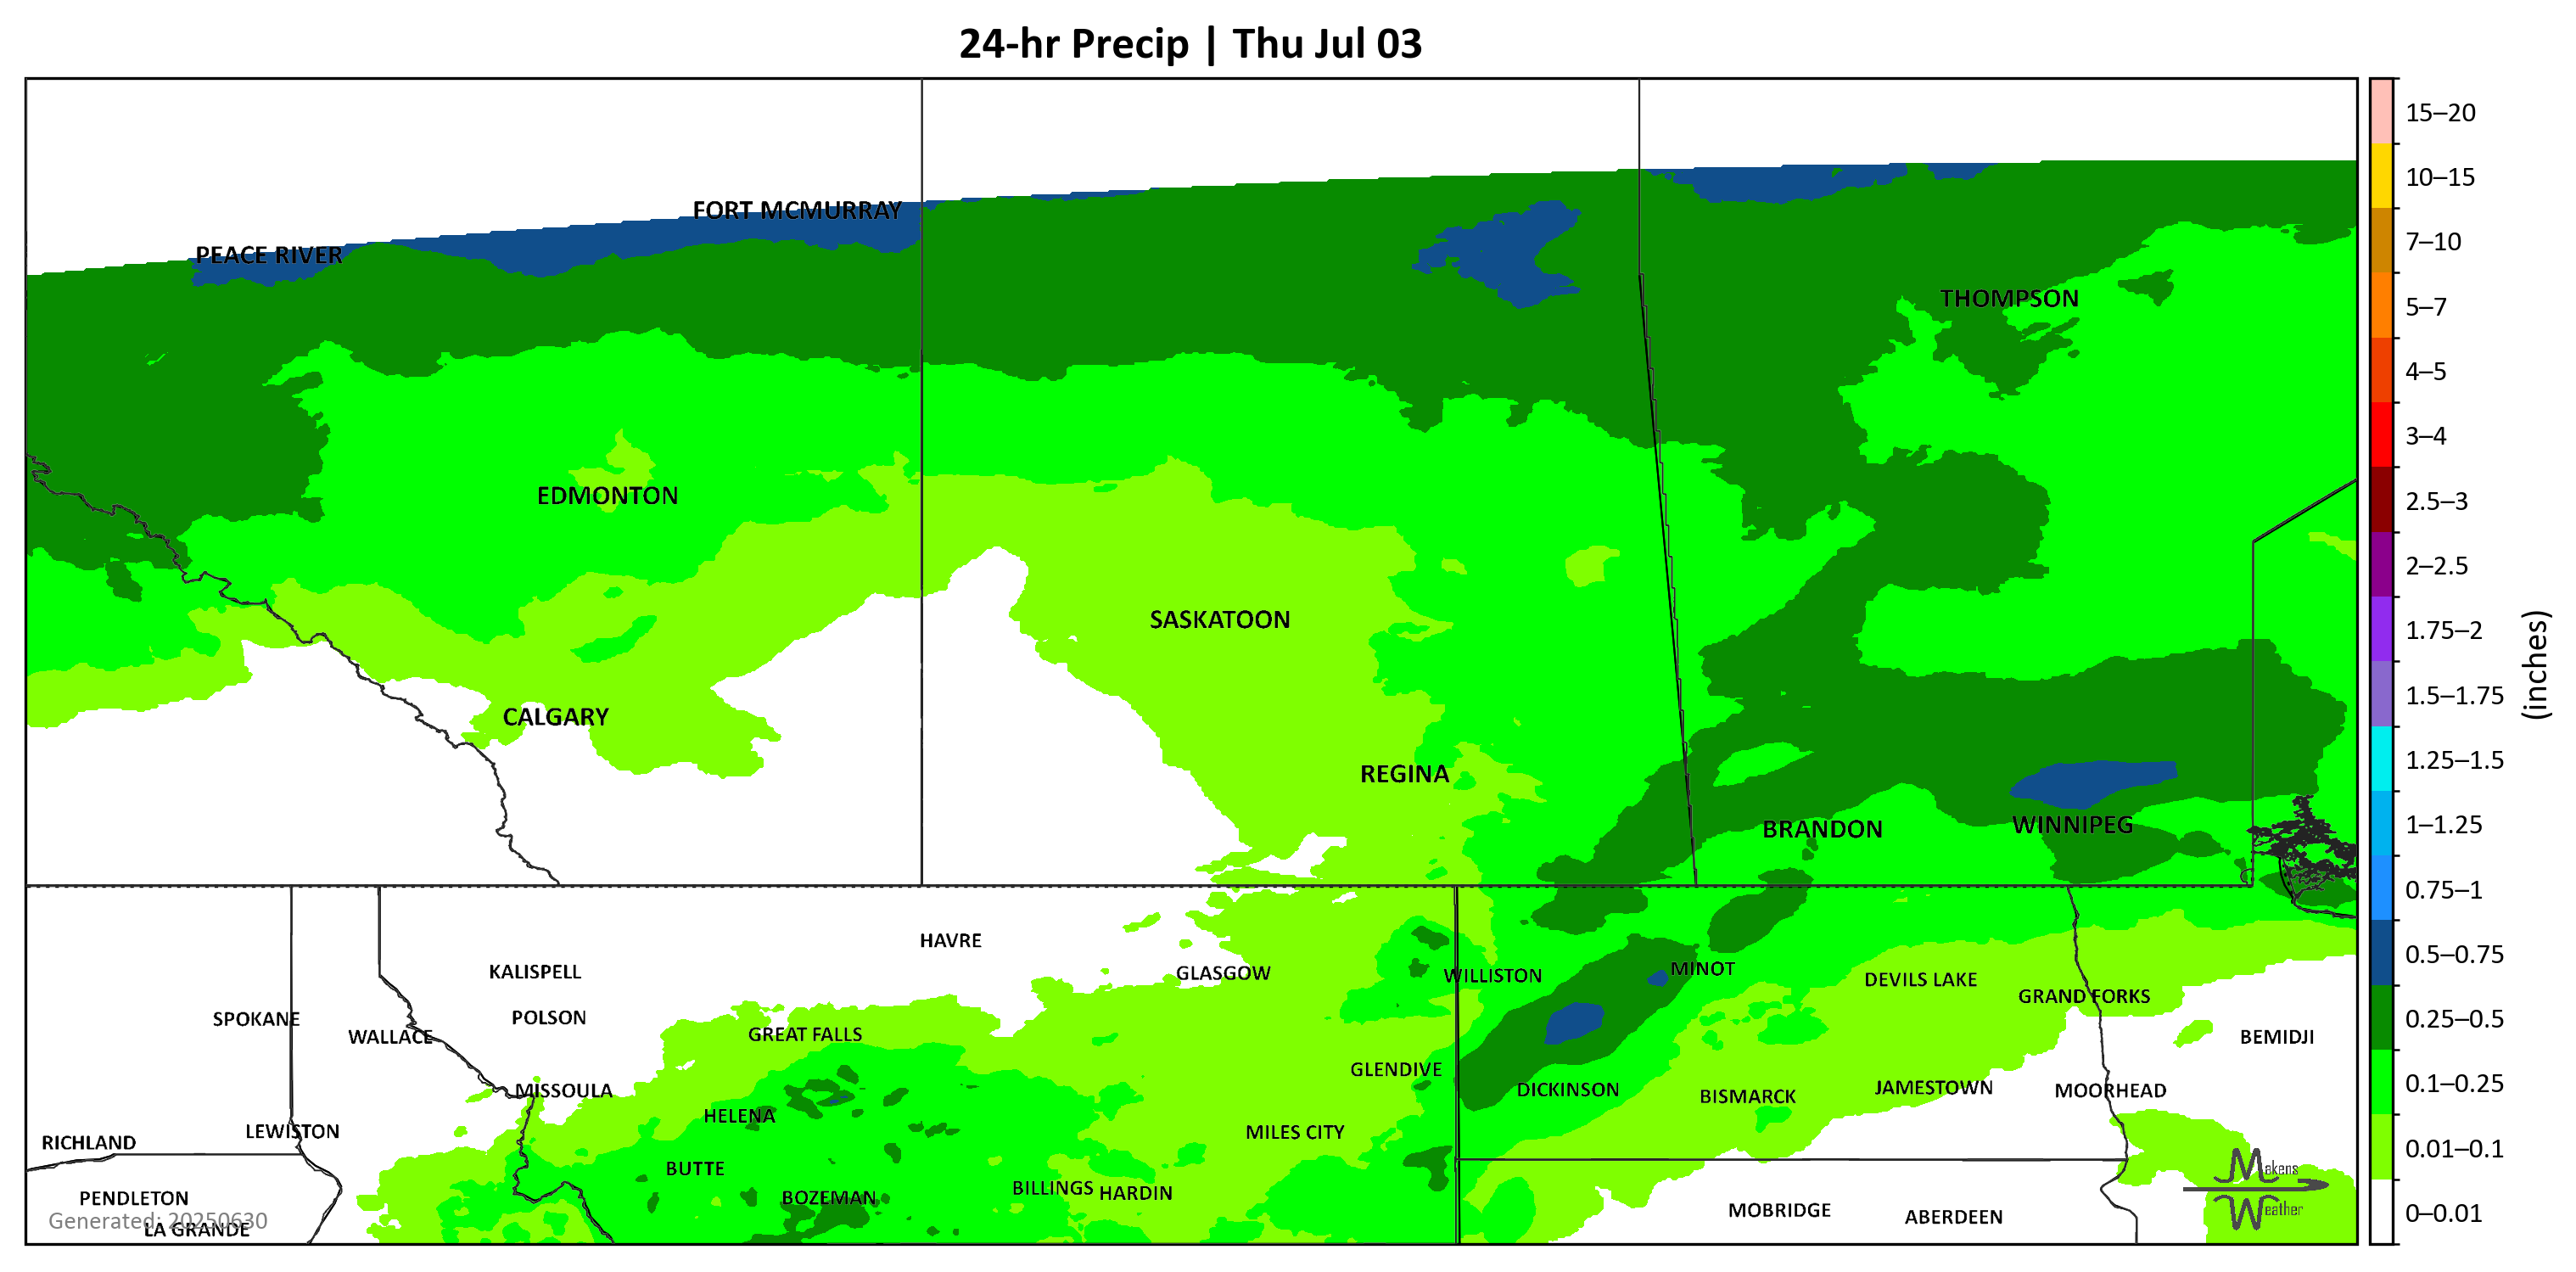 24-hr Precip | Thu Jul 03
FORT MCMURRAY
PEACE RIVER
THOMPSON
EDMONTON
SASKATOON
CALGARY
REGINA
BRANDON
WINNIPEG
HAVRE
KALISPELL
GLASGOW
WILLISTON
MINOT
DEVILS LAKE
GRAND FORKS
SPOKANE
POLSON
WALLACE
GREAT FALLS
BEMIDJI
GLENDIVE
MISSOULA
DICKINSON
BISMARCK
JAMESTOWN
MOORHEAD
HELENA
RICHLAND
LEWISTON
MILES CITY
BUTTE
PENDLETON
BOZEMAN
BILLINGS
HARDIN
MOBRIDGE
ABERDEEN
Generated: 20250630
LA GRANDE
Makens
Weather
15–20
10–15
7–10
5–7
4–5
3–4
2.5–3
2–2.5
1.75–2
1.5–1.75
1.25–1.5
1–1.25
0.75–1
0.5–0.75
0.25–0.5
0.1–0.25
0.01–0.1
0–0.01
(inches)